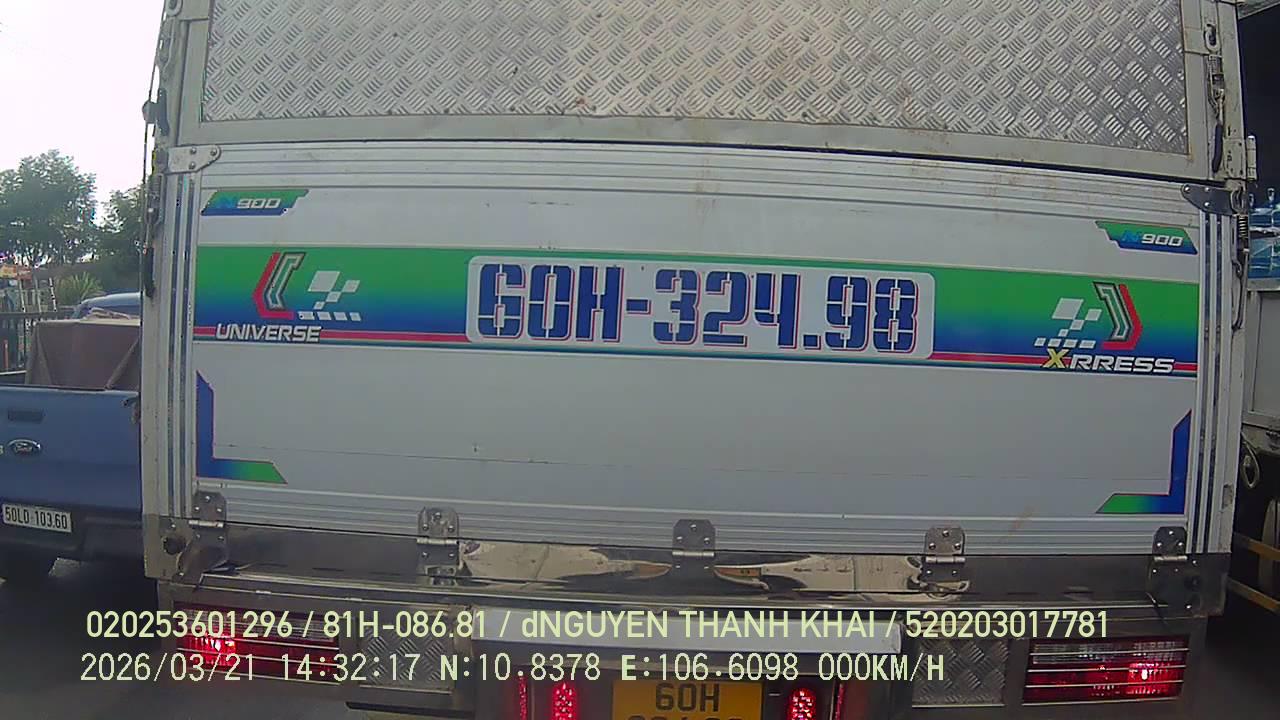 N900
N900
60H-324.98
UNIVERSE
XRRESS
Ford
50LD-103.60
020253601296 / 81H-086.81 / dNGUYEN THANH KHAI / 520203017781
2026/03/21 14:32:17 N:10.8378 E:106.6098 000KM/H
60H